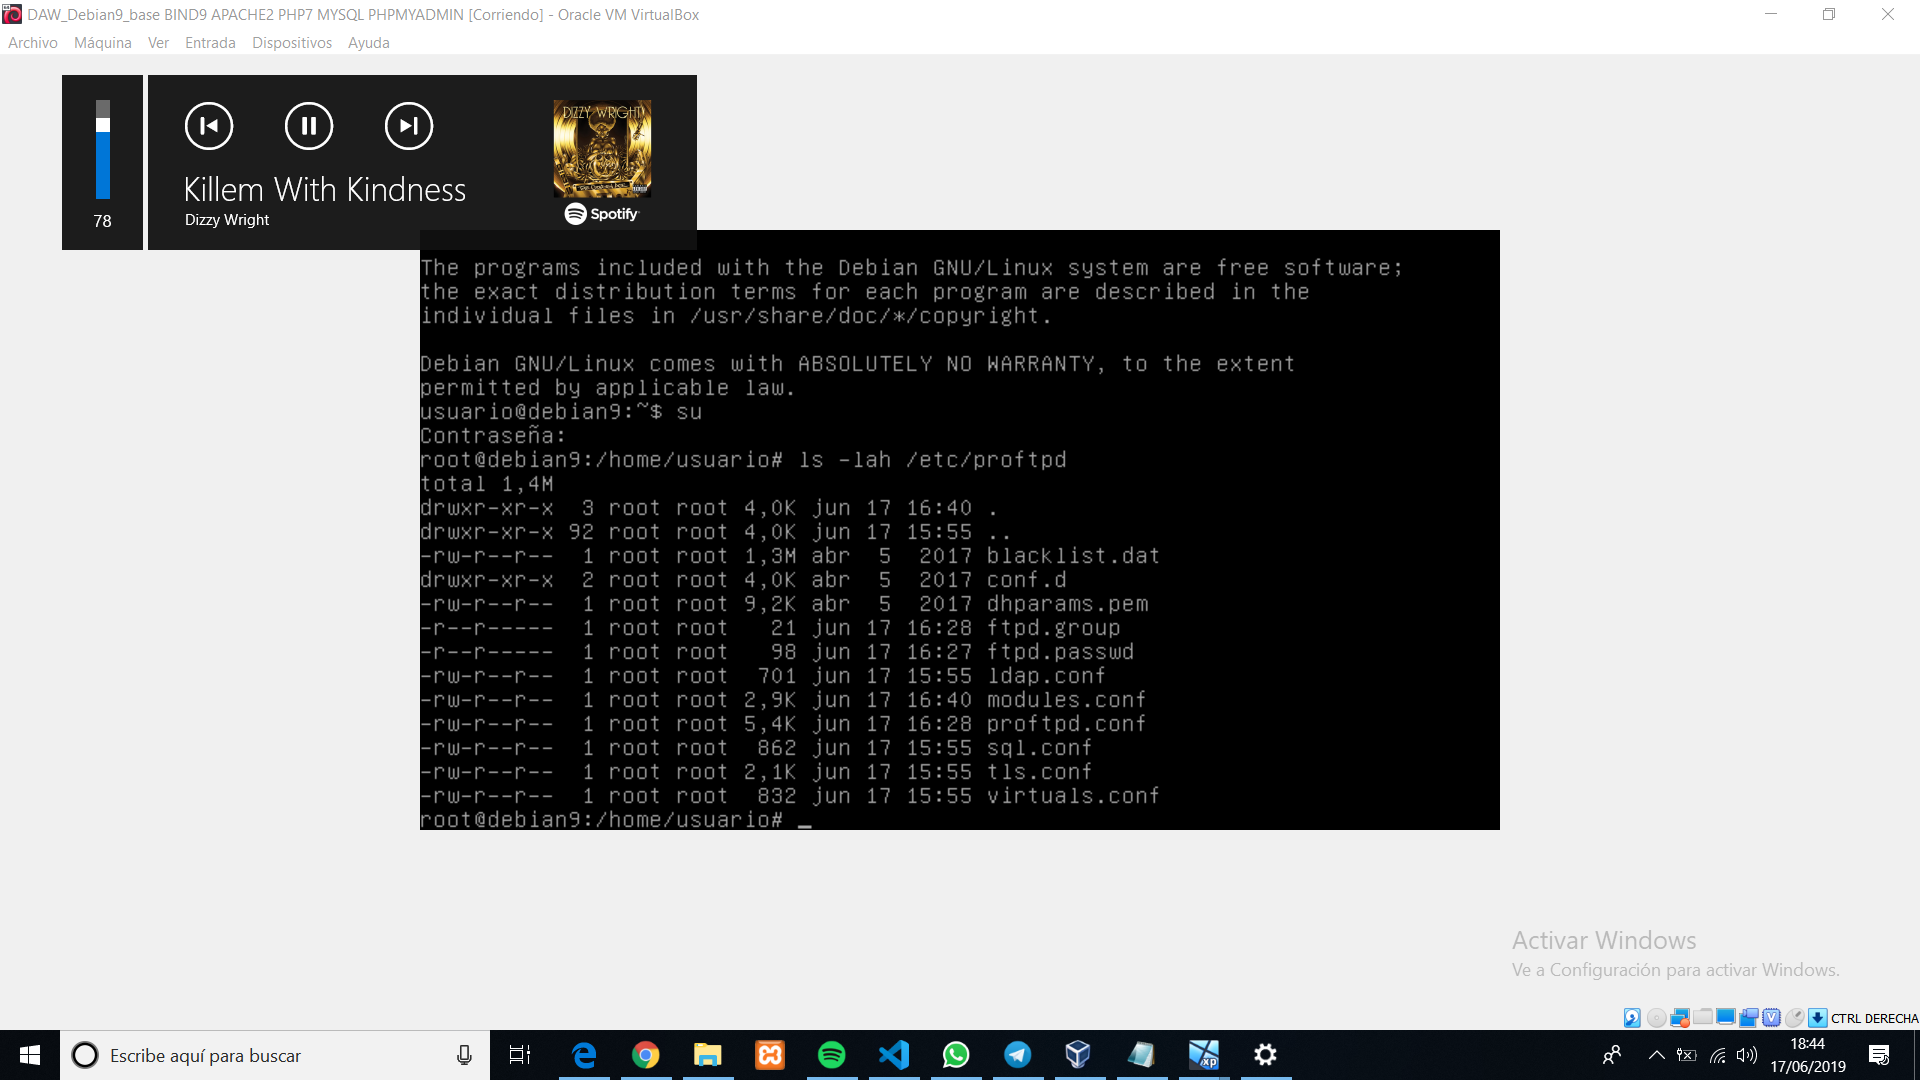 DAW_Debian9_base BIND9 APACHE2 PHP7 MYSQL PHPMYADMIN [Corriendo] - Oracle VM VirtualBox
Archivo Máquina Ver Entrada Dispositivos Ayuda
DIZZY WRIGHT
Killem With Kindness
Dizzy Wright
Spotify
78
The programs included with the Debian GNU/Linux system are free software;
the exact distribution terms for each program are described in the
individual files in /usr/share/doc/*/copyright.
Debian GNU/Linux comes with ABSOLUTELY NO WARRANTY, to the extent
permitted by applicable law.
usuario@debian9:~$ su
Contraseña:
root@debian9:/home/usuario# ls -lah /etc/proftpd
total 1,4M
drwxr-xr-x  3 root root 4,0K jun 17 16:40 .
drwxr-xr-x 92 root root 4,0K jun 17 15:55 ..
-rw-r--r--  1 root root 1,3M abr  5  2017 blacklist.dat
drwxr-xr-x  2 root root 4,0K abr  5  2017 conf.d
-rw-r--r--  1 root root 9,2K abr  5  2017 dhparams.pem
-r--r-----  1 root root   21 jun 17 16:28 ftpd.group
-r--r-----  1 root root   98 jun 17 16:27 ftpd.passwd
-rw-r--r--  1 root root  701 jun 17 15:55 ldap.conf
-rw-r--r--  1 root root 2,9K jun 17 16:40 modules.conf
-rw-r--r--  1 root root 5,4K jun 17 16:28 proftpd.conf
-rw-r--r--  1 root root  862 jun 17 15:55 sql.conf
-rw-r--r--  1 root root 2,1K jun 17 15:55 tls.conf
-rw-r--r--  1 root root  832 jun 17 15:55 virtuals.conf
root@debian9:/home/usuario# _
Activar Windows
Ve a Configuración para activar Windows.
CTRL DERECHA
Escribe aquí para buscar
xp
18:44
17/06/2019